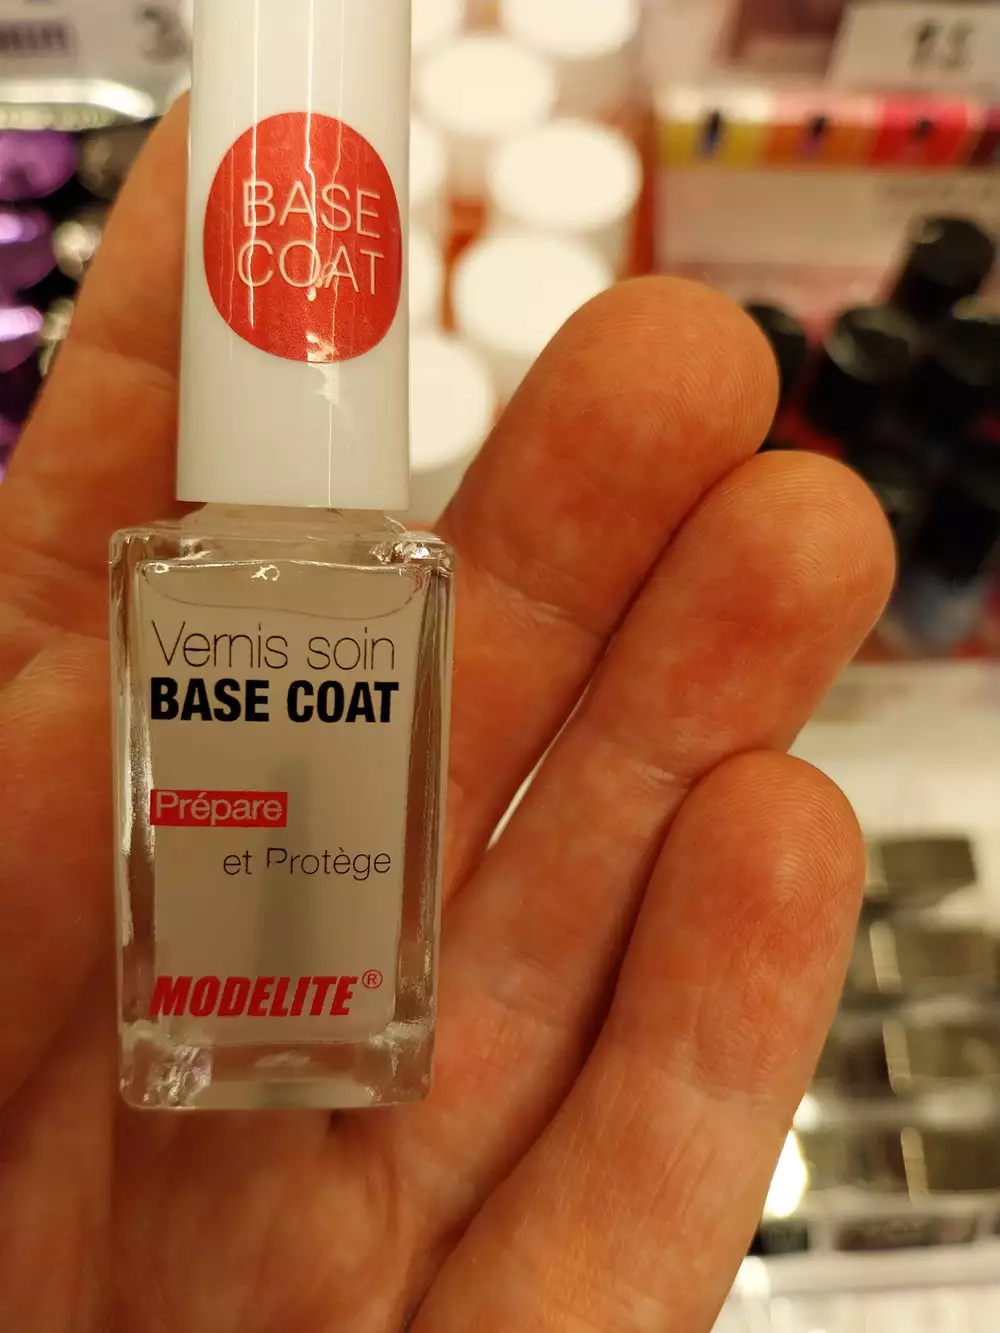 BASE
COAT
Vernis soin
BASE COAT
Prépare
et Protège
MODELITE®